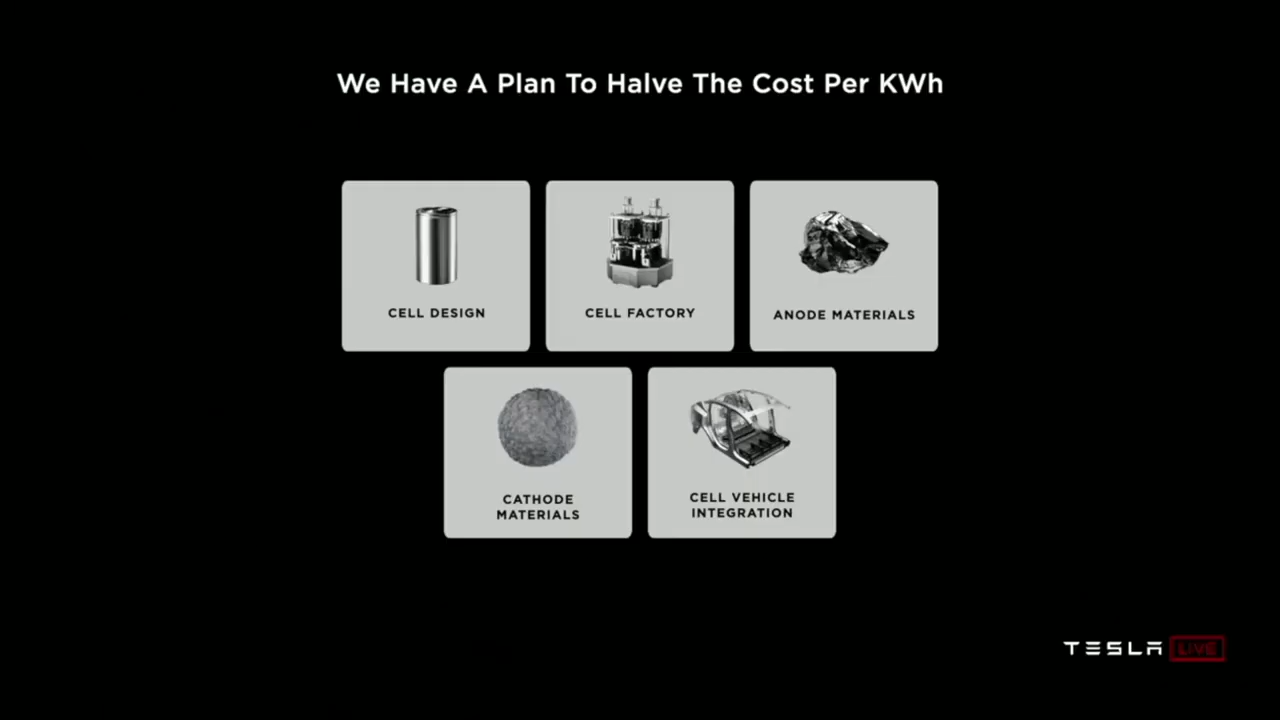 We Have A Plan To Halve The Cost Per KWh
CELL DESIGN
CELL FACTORY
ANODE MATERIALS
CATHODE
MATERIALS
CELL VEHICLE
INTEGRATION
TESLA LIVE